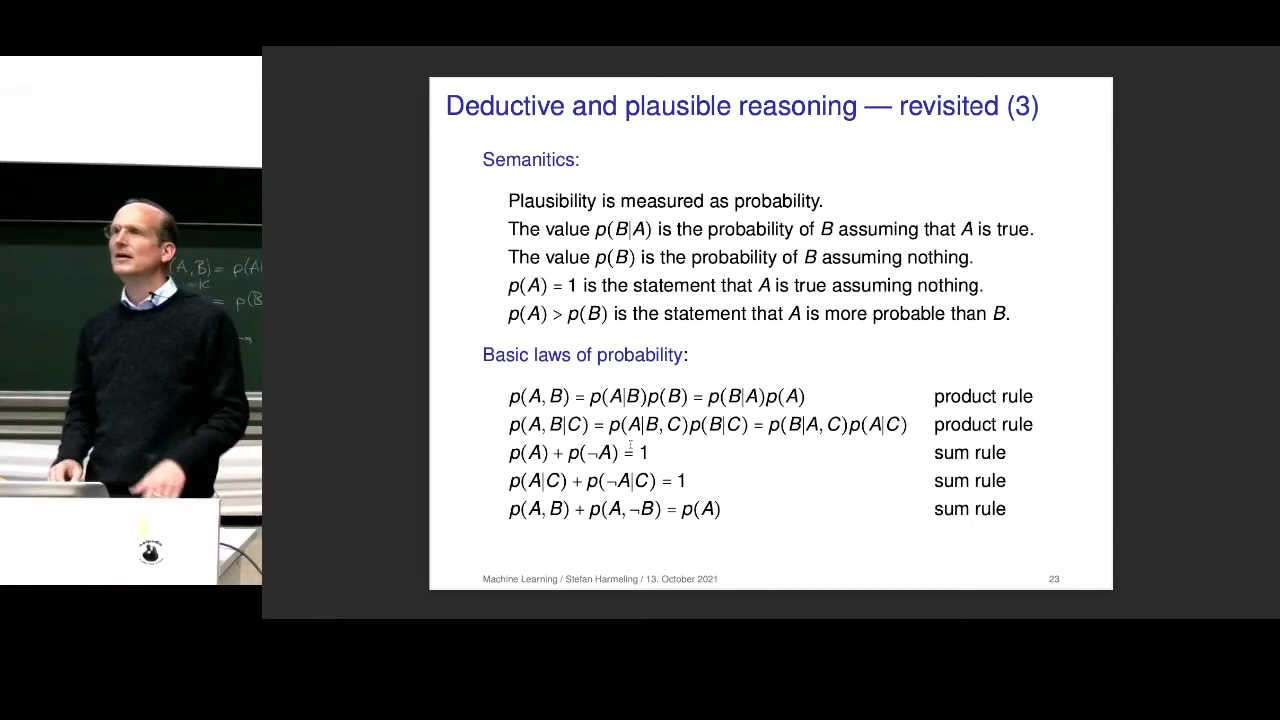 Deductive and plausible reasoning — revisited (3)
Semanitics:
Plausibility is measured as probability.
The value p(B|A) is the probability of B assuming that A is true.
The value p(B) is the probability of B assuming nothing.
p(A) = 1 is the statement that A is true assuming nothing.
p(A) > p(B) is the statement that A is more probable than B.
Basic laws of probability:
p(A, B) = p(A|B)p(B) = p(B|A)p(A) product rule
p(A, B|C) = p(A|B, C)p(B|C) = p(B|A, C)p(A|C) product rule
p(A) + p(¬A) = 1 sum rule
p(A|C) + p(¬A|C) = 1 sum rule
p(A, B) + p(A, ¬B) = p(A) sum rule
Machine Learning / Stefan Harmeling / 13. October 2021 23
(A, B) = p(A
= p(B